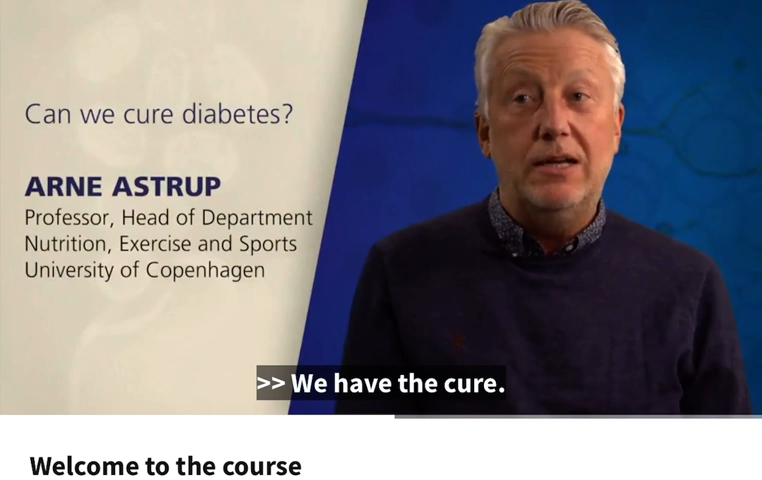 Can we cure diabetes?
ARNE ASTRUP
Professor, Head of Department
Nutrition, Exercise and Sports
University of Copenhagen
>> We have the cure.
Welcome to the course